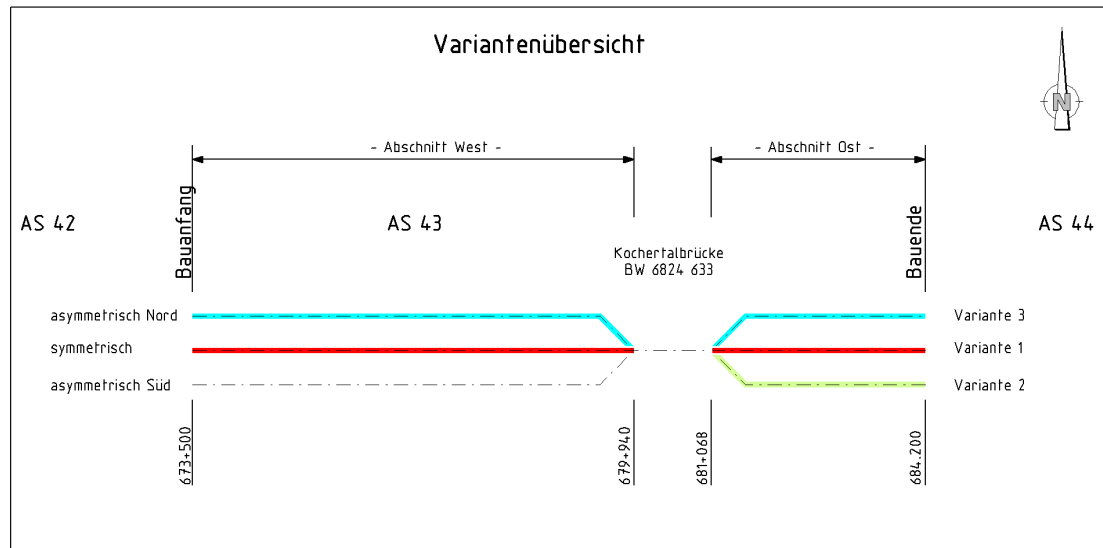 Variantenübersicht
N
- Abschnitt West -
- Abschnitt Ost -
AS 42
Bauanfang
AS 43
Kochertalbrücke
BW 6824 633
Bauende
AS 44
asymmetrisch Nord
Variante 3
symmetrisch
Variante 1
asymmetrisch Süd
Variante 2
673+500
679+940
681+068
684.200